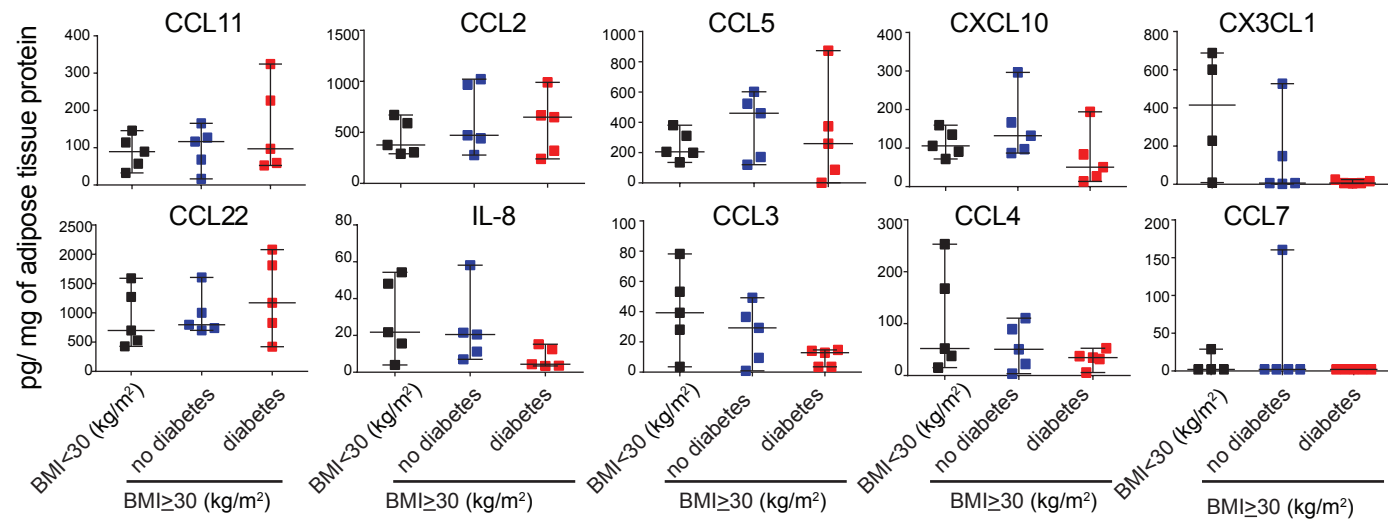 CCL11 CCL2 CCL5 CXCL10 CX3CL1
pg/ mg of adipose tissue protein
400 300 200 100 0
1500 1000 500 0
1000 800 600 400 200 0
400 300 200 100 0
800 600 400 200 0
CCL22 IL-8 CCL3 CCL4 CCL7
2500 2000 1500 1000 500 0
80 60 40 20 0
100 80 60 40 20 0
300 200 100 0
200 150 100 50 0
BMI<30 (kg/m²) no diabetes diabetes
BMI≥30 (kg/m²)
BMI<30 (kg/m²) no diabetes diabetes
BMI≥30 (kg/m²)
BMI<30 (kg/m²) no diabetes diabetes
BMI≥30 (kg/m²)
BMI<30 (kg/m²) no diabetes diabetes
BMI≥30 (kg/m²)
BMI<30 (kg/m²) no diabetes diabetes
BMI≥30 (kg/m²)